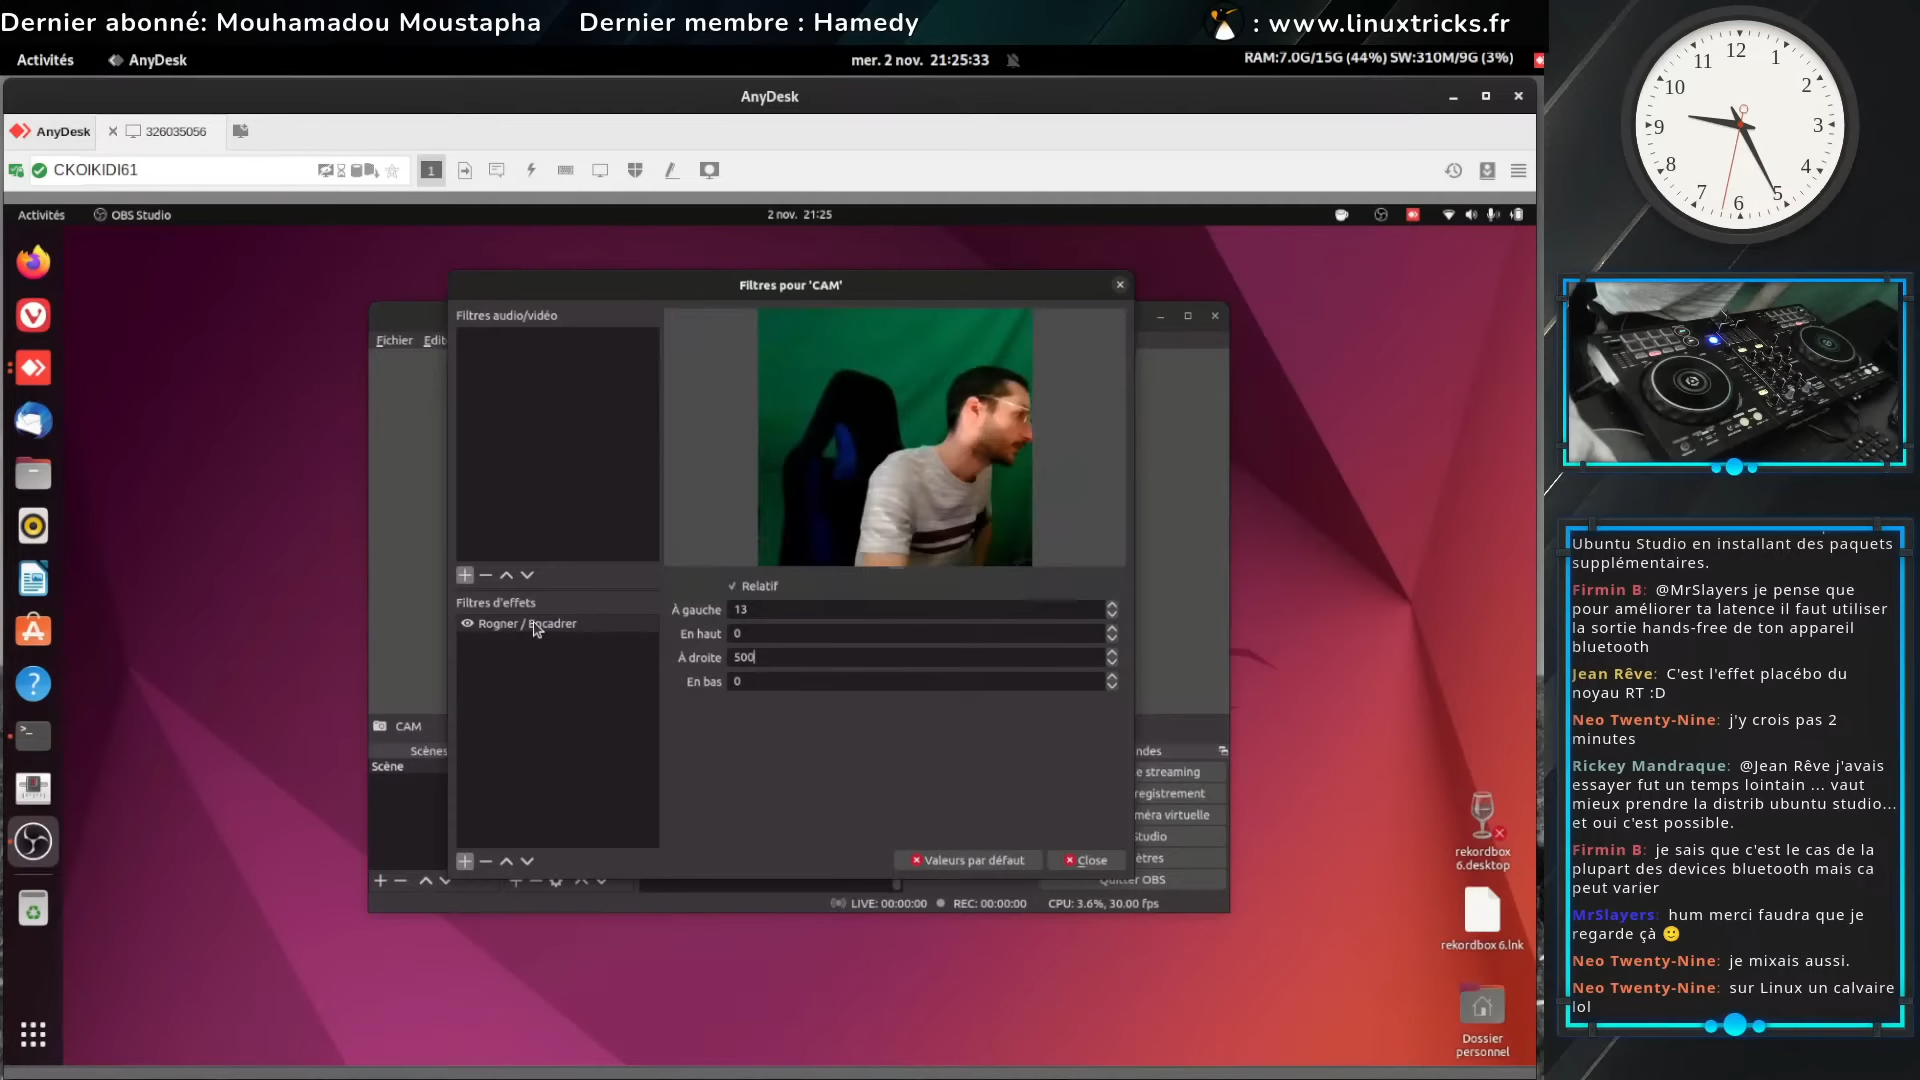 Dernier abonné: Mouhamadou Moustapha Dernier membre : Hamedy : www.linuxtricks.fr
Activités AnyDesk mer. 2 nov. 21:25:33 RAM:7.0G/15G (44%) SW:310M/9G (3%)
AnyDesk
AnyDesk 326035056
CKOIKIDI61 1
Activités OBS Studio 2 nov. 21:25
Filtres pour 'CAM'
Filtres audio/vidéo
Fichier Edit
Relatif
À gauche 13
En haut 0
À droite 500
En bas 0
Filtres d'effets
Rogner / Encadrer
Valeurs par défaut Close
CAM
Scènes
Scène
ndes
e streaming
registrement
méra virtuelle
Studio
ètres
Quitter OBS
LIVE: 00:00:00 REC: 00:00:00 CPU: 3.6%, 30.00 fps
rekordbox
6.desktop
rekordbox 6.lnk
Dossier
personnel
12
1
2
3
4
5
6
7
8
9
10
11
Ubuntu Studio en installant des paquets
supplémentaires.
Firmin B: @MrSlayers je pense que
pour améliorer ta latence il faut utiliser
la sortie hands-free de ton appareil
bluetooth
Jean Rêve: C'est l'effet placébo du
noyau RT :D
Neo Twenty-Nine: j'y crois pas 2
minutes
Rickey Mandraque: @Jean Rêve j'avais
essayer fut un temps lointain ... vaut
mieux prendre la distrib ubuntu studio...
et oui c'est possible.
Firmin B: je sais que c'est le cas de la
plupart des devices bluetooth mais ca
peut varier
MrSlayers: hum merci faudra que je
regarde çà 🙂
Neo Twenty-Nine: je mixais aussi.
Neo Twenty-Nine: sur Linux un calvaire
lol